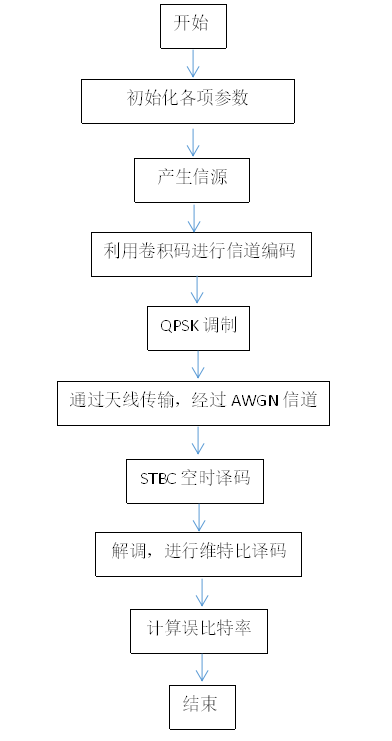 开始
初始化各项参数
产生信源
利用卷积码进行信道编码
QPSK 调制
通过天线传输，经过 AWGN 信道
STBC 空时译码
解调，进行维特比译码
计算误比特率
结束